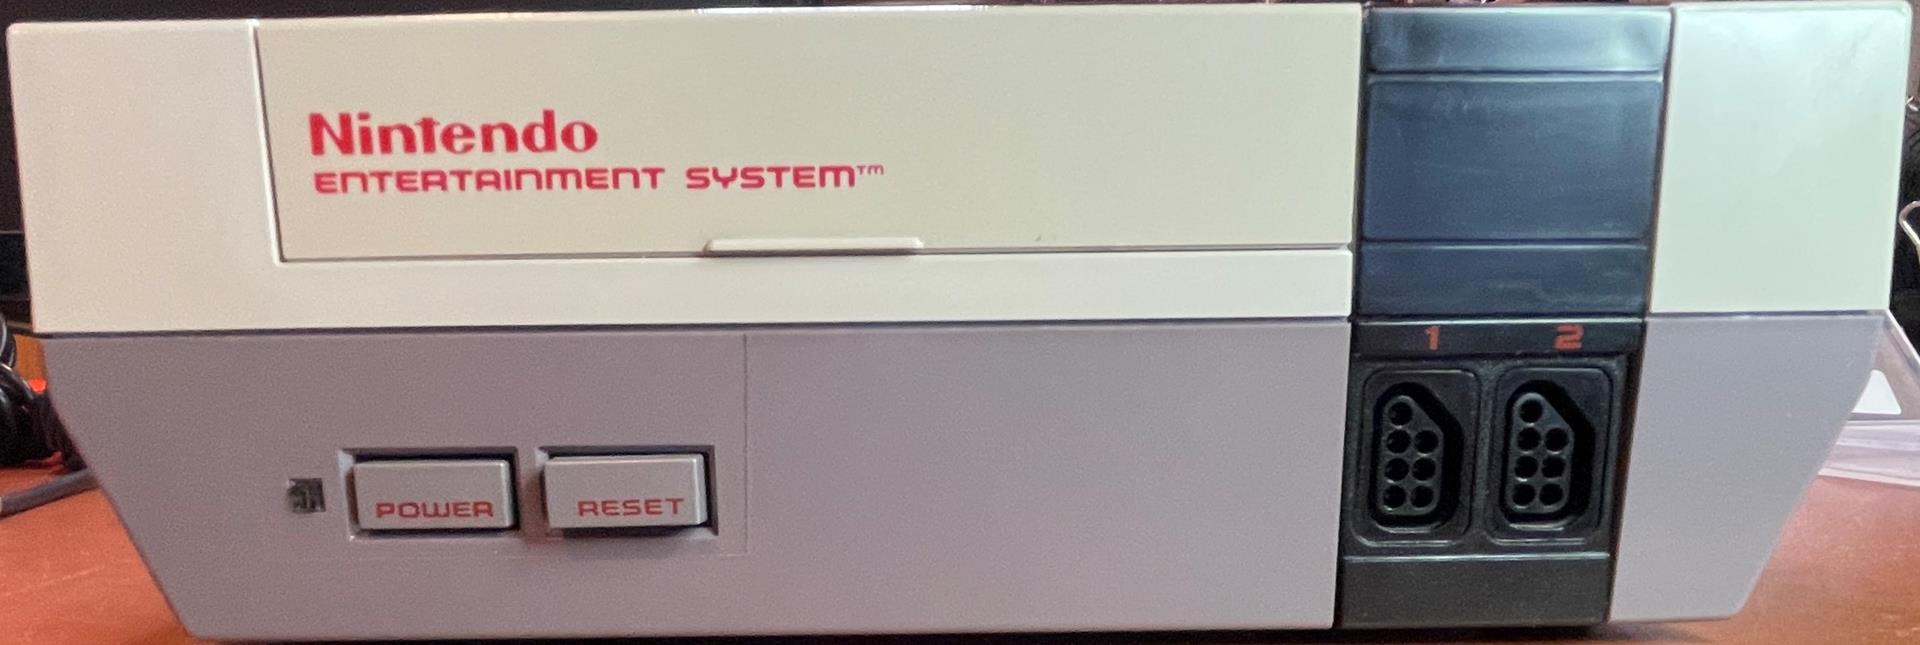 Nintendo
ENTERTAINMENT SYSTEM™
1 2
POWER RESET